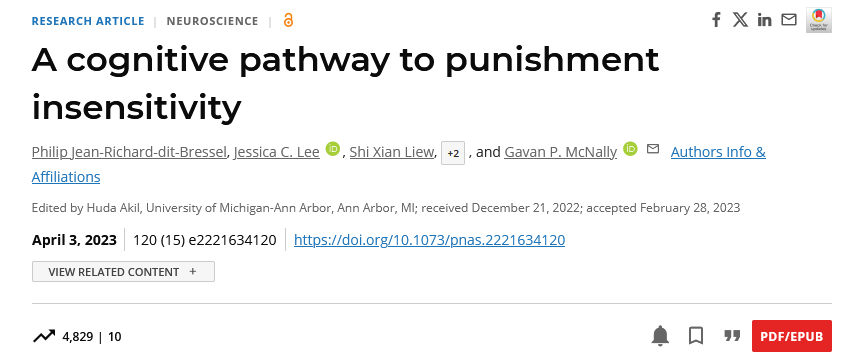 RESEARCH ARTICLE | NEUROSCIENCE |
A cognitive pathway to punishment
insensitivity
Philip Jean-Richard-dit-Bressel, Jessica C. Lee iD, Shi Xian Liew, +2, and Gavan P. McNally iD Authors Info &
Affiliations
Edited by Huda Akil, University of Michigan-Ann Arbor, Ann Arbor, MI; received December 21, 2022; accepted February 28, 2023
April 3, 2023 120 (15) e2221634120 https://doi.org/10.1073/pnas.2221634120
VIEW RELATED CONTENT +
4,829 | 10
PDF/EPUB